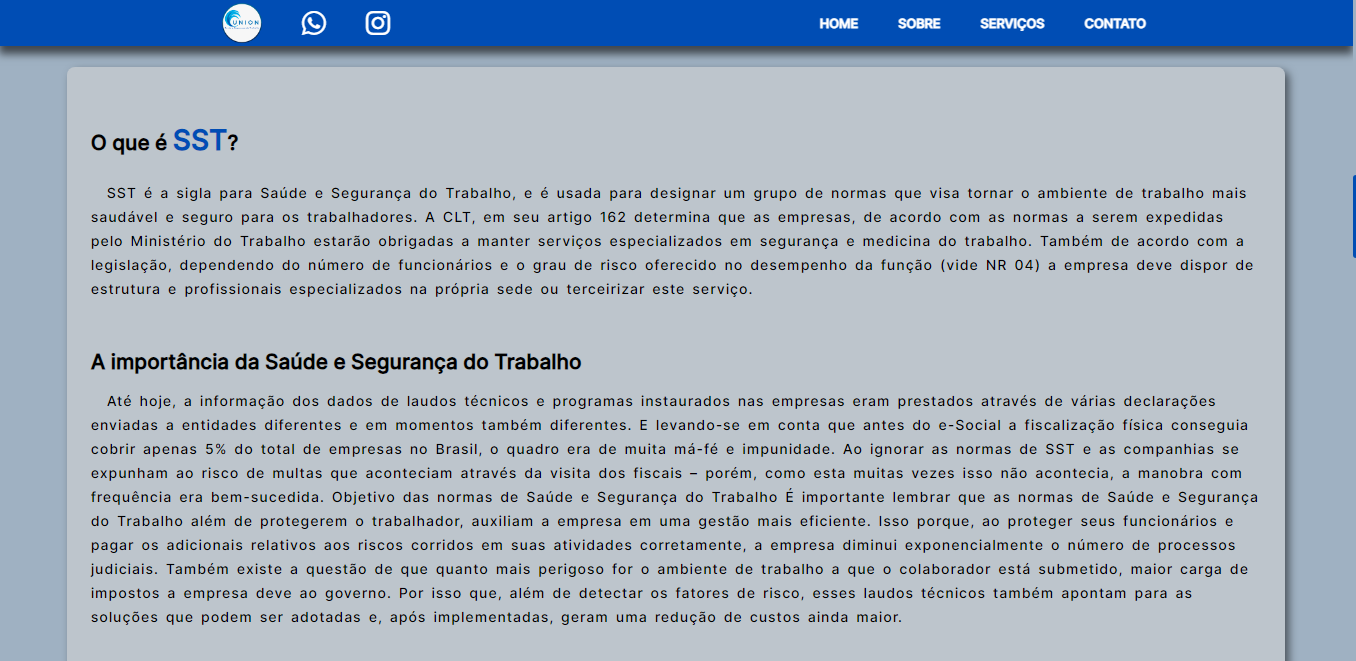 UNION
HOME SOBRE SERVIÇOS CONTATO
O que é SST?
SST é a sigla para Saúde e Segurança do Trabalho, e é usada para designar um grupo de normas que visa tornar o ambiente de trabalho mais
saudável e seguro para os trabalhadores. A CLT, em seu artigo 162 determina que as empresas, de acordo com as normas a serem expedidas
pelo Ministério do Trabalho estarão obrigadas a manter serviços especializados em segurança e medicina do trabalho. Também de acordo com a
legislação, dependendo do número de funcionários e o grau de risco oferecido no desempenho da função (vide NR 04) a empresa deve dispor de
estrutura e profissionais especializados na própria sede ou terceirizar este serviço.
A importância da Saúde e Segurança do Trabalho
Até hoje, a informação dos dados de laudos técnicos e programas instaurados nas empresas eram prestados através de várias declarações
enviadas a entidades diferentes e em momentos também diferentes. E levando-se em conta que antes do e-Social a fiscalização física conseguia
cobrir apenas 5% do total de empresas no Brasil, o quadro era de muita má-fé e impunidade. Ao ignorar as normas de SST e as companhias se
expunham ao risco de multas que aconteciam através da visita dos fiscais – porém, como esta muitas vezes isso não acontecia, a manobra com
frequência era bem-sucedida. Objetivo das normas de Saúde e Segurança do Trabalho É importante lembrar que as normas de Saúde e Segurança
do Trabalho além de protegerem o trabalhador, auxiliam a empresa em uma gestão mais eficiente. Isso porque, ao proteger seus funcionários e
pagar os adicionais relativos aos riscos corridos em suas atividades corretamente, a empresa diminui exponencialmente o número de processos
judiciais. Também existe a questão de que quanto mais perigoso for o ambiente de trabalho a que o colaborador está submetido, maior carga de
impostos a empresa deve ao governo. Por isso que, além de detectar os fatores de risco, esses laudos técnicos também apontam para as
soluções que podem ser adotadas e, após implementadas, geram uma redução de custos ainda maior.